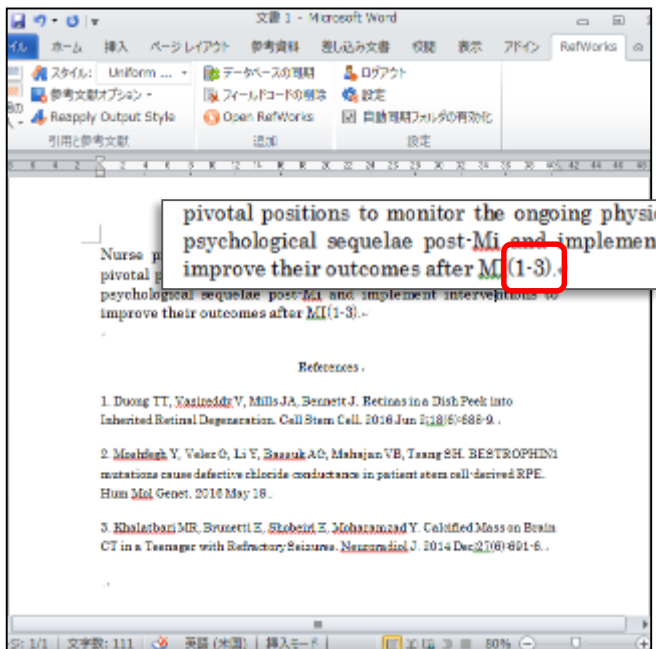 文書 1 - Microsoft Word
イル ホーム 挿入 ページ レイアウト 参考資料 差し込み文書 校閲 表示 アドイン RefWorks
スタイル: Uniform ... データベースの同期 ログアウト
参考文献オプション フィールドコードの削除 設定
Reapply Output Style Open RefWorks 自動同期フォルダの有効化
引用と参考文献 追加 設定
pivotal positions to monitor the ongoing physi
psychological sequelae post-Mi and implemen
improve their outcomes after MI(1-3).
Nurse p
pivotal p
psychological sequelae post-Mi and implement interventions to
improve their outcomes after MI(1-3).
References
1. Duong TT, Vasireddy V, Mills JA, Bennett J. Retinas in a Dish Peek into
Inherited Retinal Degeneration. Cell Stem Cell. 2016 Jun 2;18(6):688-9.
2. Moshfegh Y, Velez G, Li Y, Bassuk AG, Mahajan VB, Tsang SH. BESTROPHIN1
mutations cause defective chloride conductance in patient stem cell-derived RPE.
Hum Mol Genet. 2016 May 18.
3. Khalatbari MR, Brunetti E, Shobeiri E, Moharamzad Y. Calcified Mass on Brain
CT in a Teenager with Refractory Seizures. Neuroradiol J. 2014 Dec;27(6):691-6.
1/1 文字数: 111 英語 (米国) 挿入モード 80%